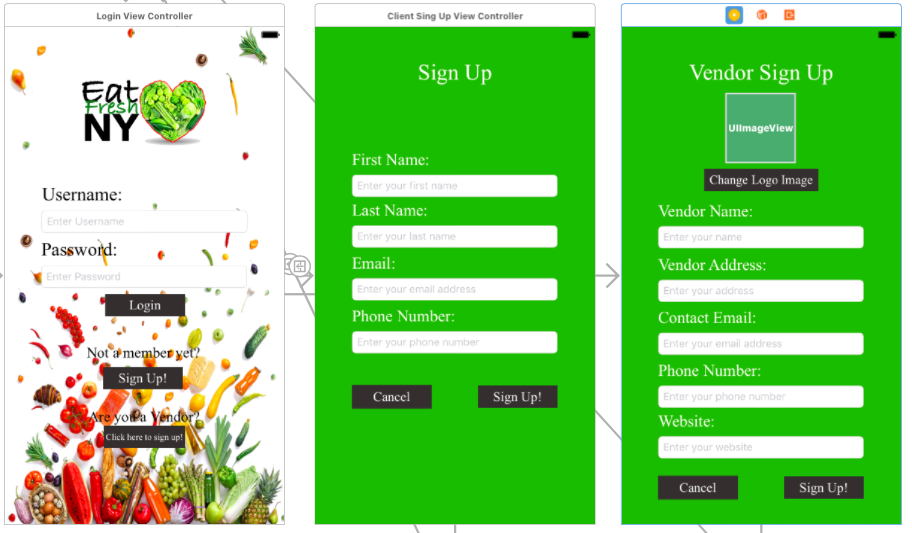 Login View Controller
Eat
Fresh
NY
Username:
Enter Username
Password:
Enter Password
Login
Not a member yet?
Sign Up!
Are you a Vendor?
Click here to sign up!
Client Sing Up View Controller
Sign Up
First Name:
Enter your first name
Last Name:
Enter your last name
Email:
Enter your email address
Phone Number:
Enter your phone number
Cancel
Sign Up!
Vendor Sign Up
UIImageView
Change Logo Image
Vendor Name:
Enter your name
Vendor Address:
Enter your address
Contact Email:
Enter your email address
Phone Number:
Enter your phone number
Website:
Enter your website
Cancel
Sign Up!